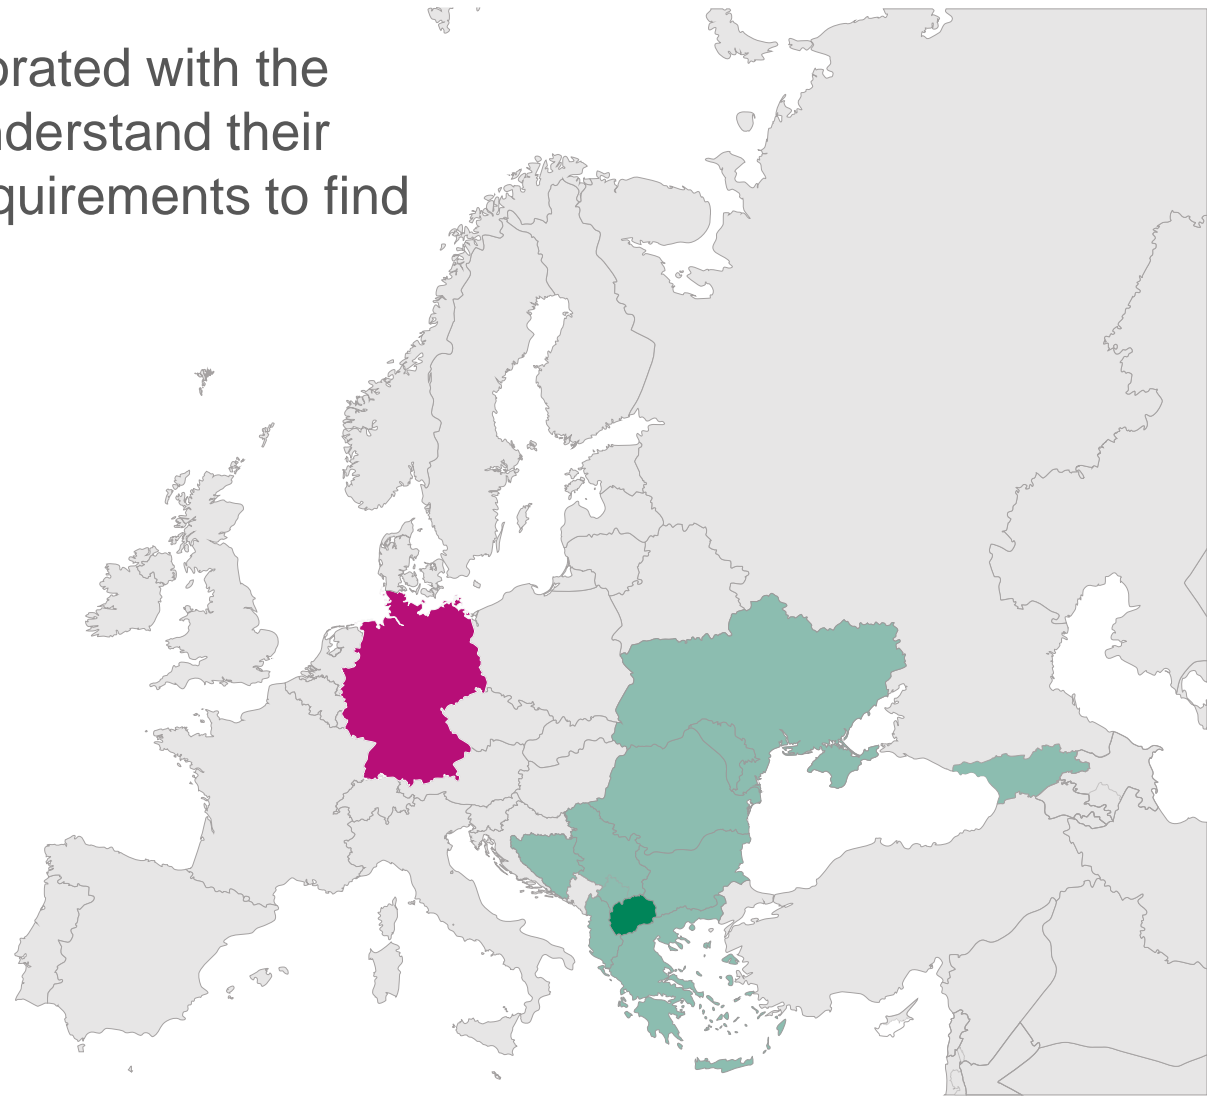 orated with the
nderstand their
quirements to find